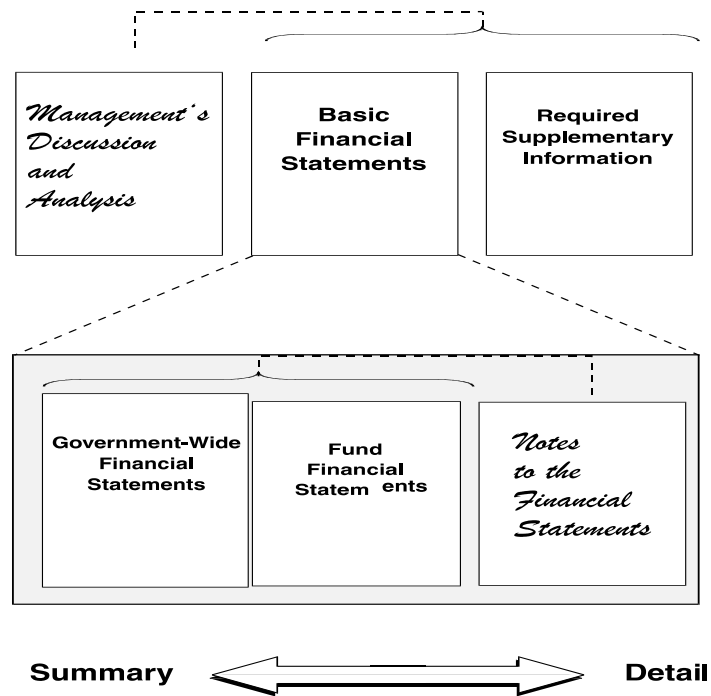 Management's
Discussion
and
Analysis
Basic
Financial
Statements
Required
Supplementary
Information
Government-Wide
Financial
Statements
Fund
Financial
Statem ents
Notes
to the
Financial
Statements
Summary
Detail